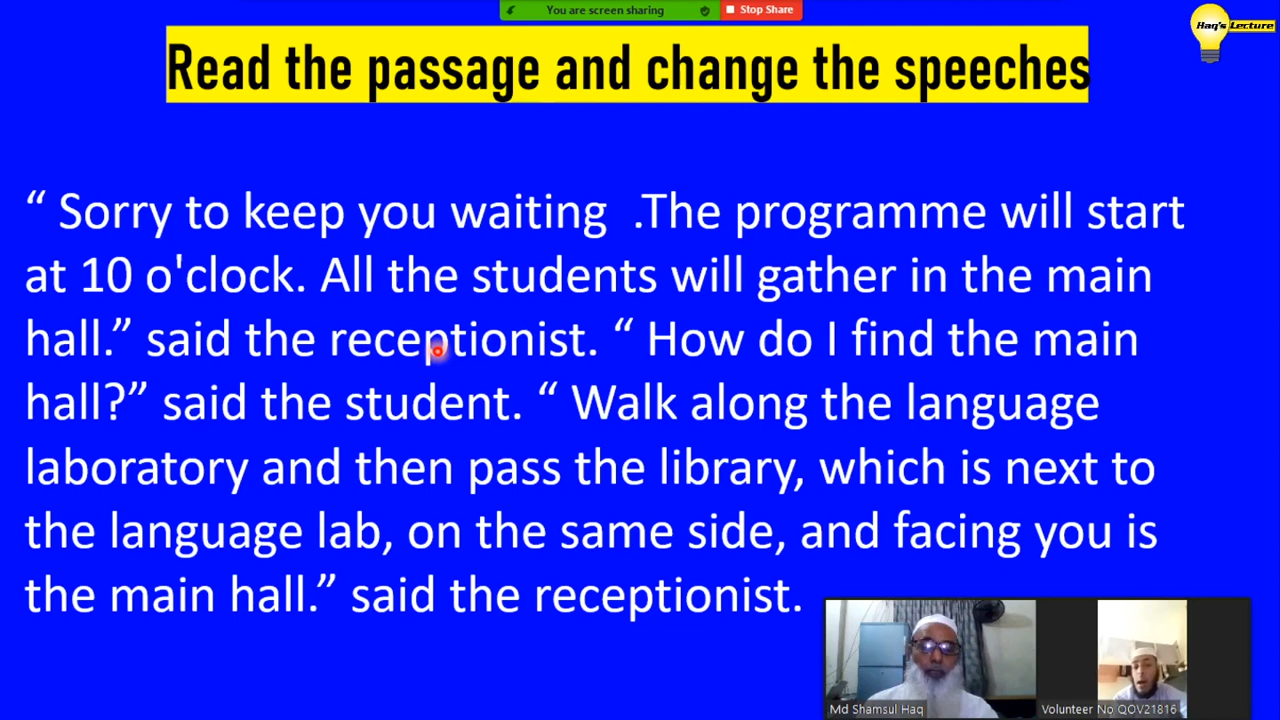 You are screen sharing
Stop Share
Haq's Lecture
Read the passage and change the speeches
“ Sorry to keep you waiting  .The programme will start
at 10 o'clock. All the students will gather in the main
hall.” said the receptionist. “ How do I find the main
hall?” said the student. “ Walk along the language
laboratory and then pass the library, which is next to
the language lab, on the same side, and facing you is
the main hall.” said the receptionist.
Md Shamsul Haq
Volunteer No QOV21816